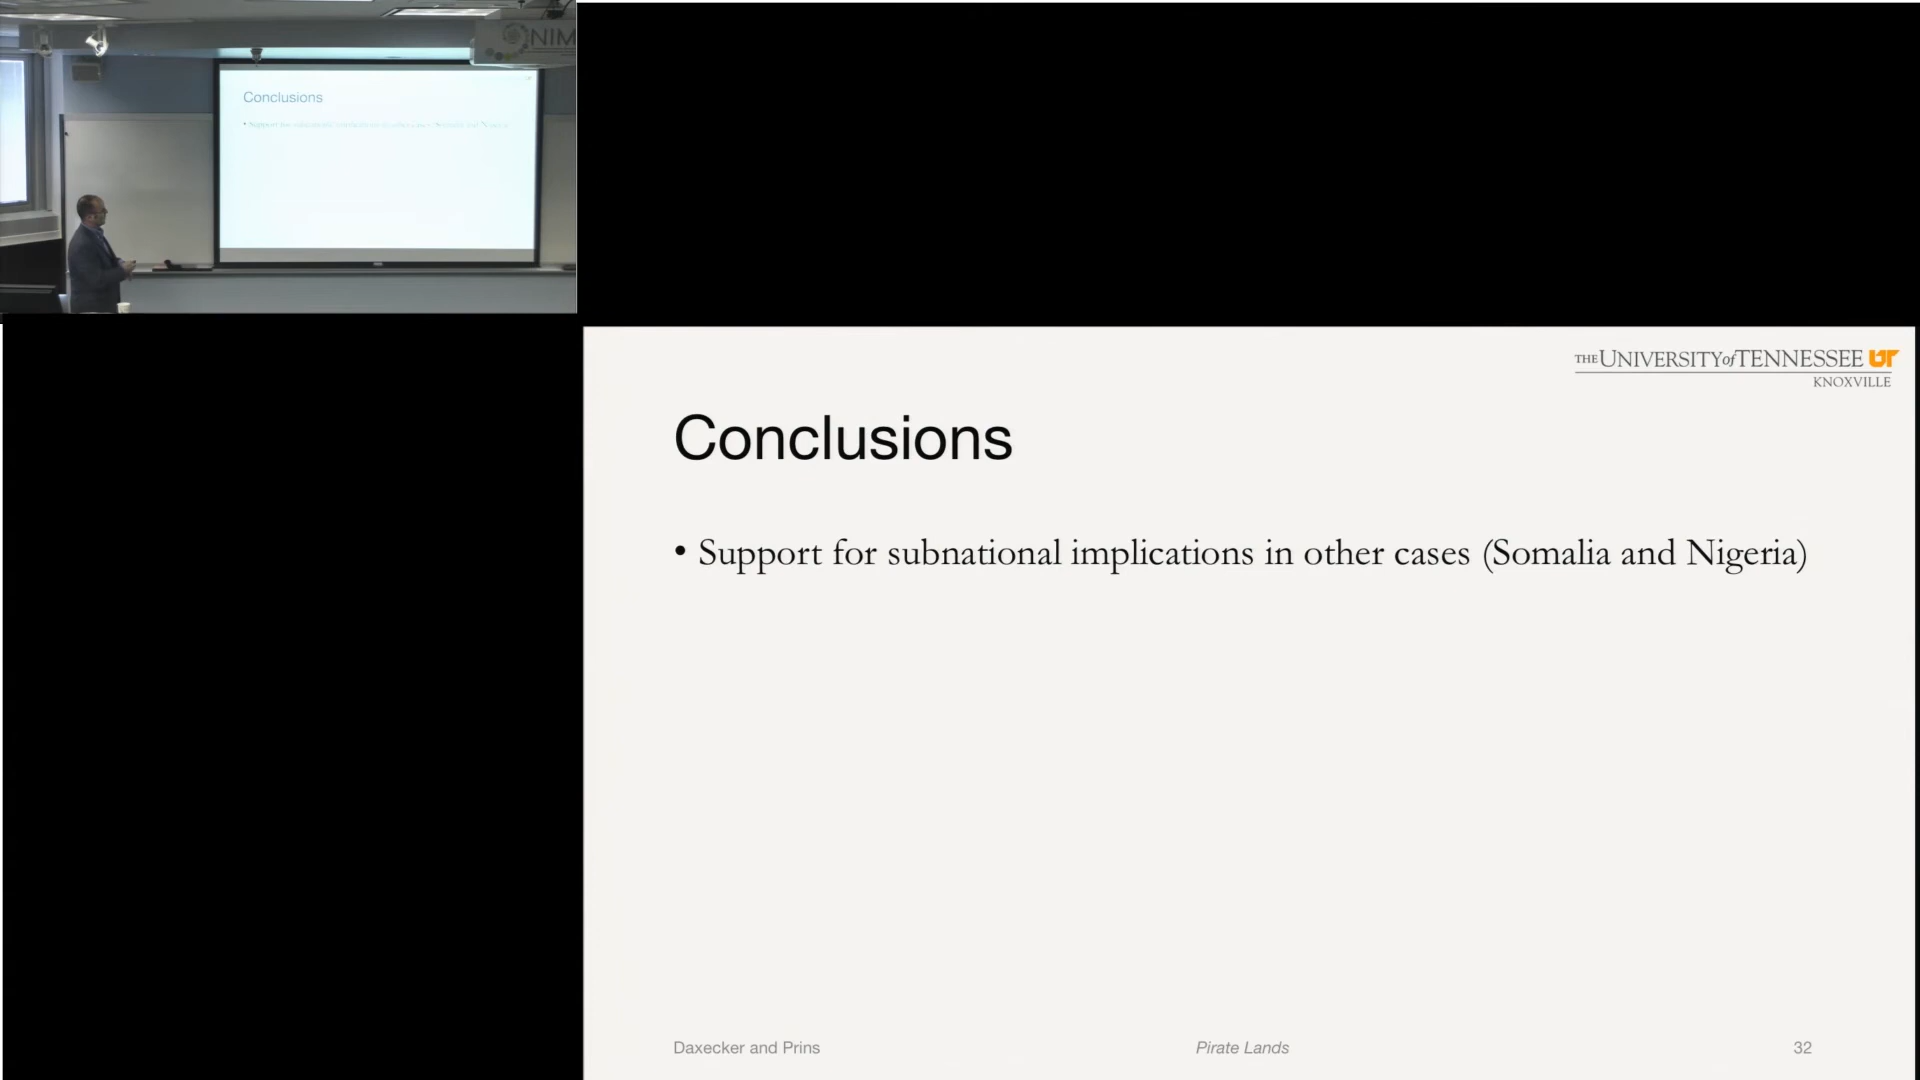 NIM
Conclusions
THE UNIVERSITY of TENNESSEE UT
KNOXVILLE
Conclusions
• Support for subnational implications in other cases (Somalia and Nigeria)
Daxecker and Prins
Pirate Lands
32